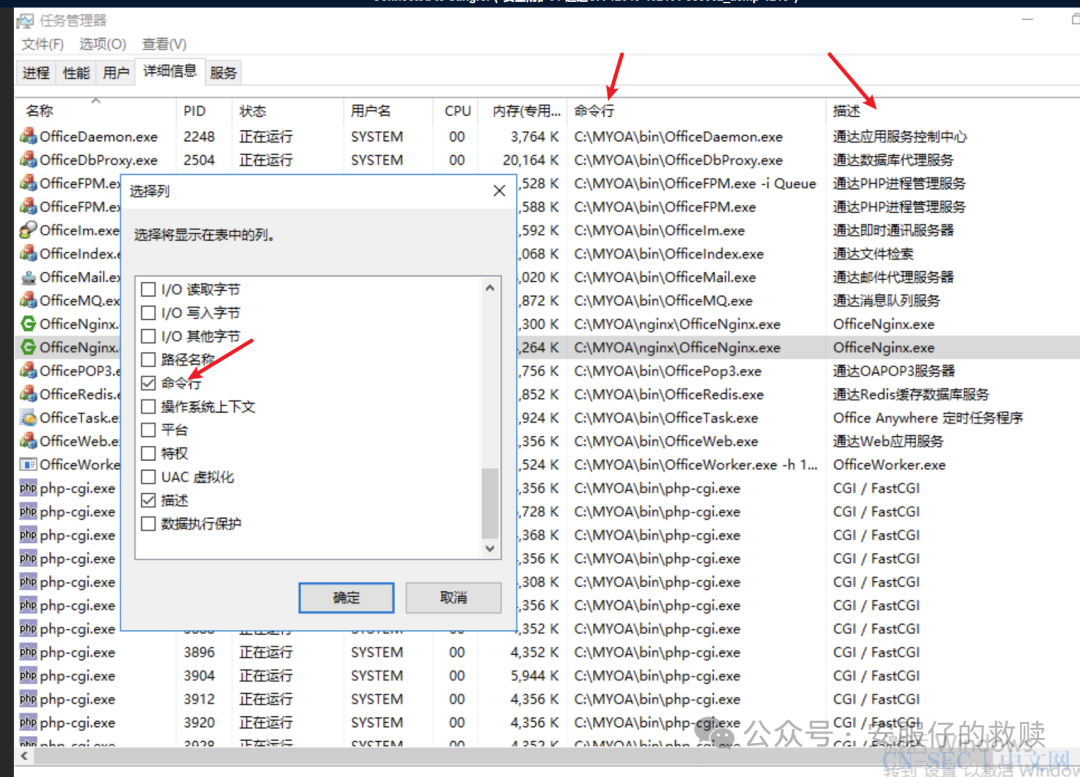 任务管理器
文件(F) 选项(O) 查看(V)
进程 性能 用户 详细信息 服务
名称 PID 状态 用户名 CPU 内存(专用... 命令行 描述
OfficeDaemon.exe 2248 正在运行 SYSTEM 00 3,764 K C:\MYOA\bin\OfficeDaemon.exe 通达应用服务控制中心
OfficeDbProxy.exe 2504 正在运行 SYSTEM 00 20,164 K C:\MYOA\bin\OfficeDbProxy.exe 通达数据库代理服务
OfficeFPM.ex ,528 K C:\MYOA\bin\OfficeFPM.exe -i Queue 通达PHP进程管理服务
OfficeFPM.ex ,588 K C:\MYOA\bin\OfficeFPM.exe 通达PHP进程管理服务
OfficeIm.exe ,592 K C:\MYOA\bin\OfficeIm.exe 通达即时通讯服务器
OfficeIndex.e ,068 K C:\MYOA\bin\OfficeIndex.exe 通达文件检索
OfficeMail.ex ,020 K C:\MYOA\bin\OfficeMail.exe 通达邮件代理服务器
OfficeMQ.ex ,872 K C:\MYOA\bin\OfficeMQ.exe 通达消息队列服务
OfficeNginx. ,300 K C:\MYOA\nginx\OfficeNginx.exe OfficeNginx.exe
OfficeNginx. ,264 K C:\MYOA\nginx\OfficeNginx.exe OfficeNginx.exe
OfficePOP3.e ,756 K C:\MYOA\bin\OfficePop3.exe 通达OAPOP3服务器
OfficeRedis.e ,852 K C:\MYOA\bin\OfficeRedis.exe 通达Redis缓存数据库服务
OfficeTask.e ,924 K C:\MYOA\bin\OfficeTask.exe Office Anywhere 定时任务程序
OfficeWeb.e ,356 K C:\MYOA\bin\OfficeWeb.exe 通达Web应用服务
OfficeWorke ,524 K C:\MYOA\bin\OfficeWorker.exe -h 1... OfficeWorker.exe
php-cgi.exe ,356 K C:\MYOA\bin\php-cgi.exe CGI / FastCGI
php-cgi.exe ,728 K C:\MYOA\bin\php-cgi.exe CGI / FastCGI
php-cgi.exe ,368 K C:\MYOA\bin\php-cgi.exe CGI / FastCGI
php-cgi.exe ,356 K C:\MYOA\bin\php-cgi.exe CGI / FastCGI
php-cgi.exe ,308 K C:\MYOA\bin\php-cgi.exe CGI / FastCGI
php-cgi.exe ,356 K C:\MYOA\bin\php-cgi.exe CGI / FastCGI
php-cgi.exe ,352 K C:\MYOA\bin\php-cgi.exe CGI / FastCGI
php-cgi.exe 3896 正在运行 SYSTEM 00 4,352 K C:\MYOA\bin\php-cgi.exe CGI / FastCGI
php-cgi.exe 3904 正在运行 SYSTEM 00 5,944 K C:\MYOA\bin\php-cgi.exe CGI / FastCGI
php-cgi.exe 3912 正在运行 SYSTEM 00 4,356 K C:\MYOA\bin\php-cgi.exe CGI / FastCGI
php-cgi.exe 3920 正在运行 SYSTEM 00 4,356 K C:\MYOA\bin\php-cgi.exe CGI / FastCGI
php-cgi.exe 3928 正在运行 SYSTEM 00 4,352 K C:\MYOA\bin\php-cgi.exe CGI / FastCGI
选择列
选择将显示在表中的列。
I/O 读取字节
I/O 写入字节
I/O 其他字节
路径名称
命令行
操作系统上下文
平台
特权
UAC 虚拟化
描述
数据执行保护
确定 取消
公众号：安服仔的救赎
Windows
CN-SEC 中文网
转到"设置"以激活 Window